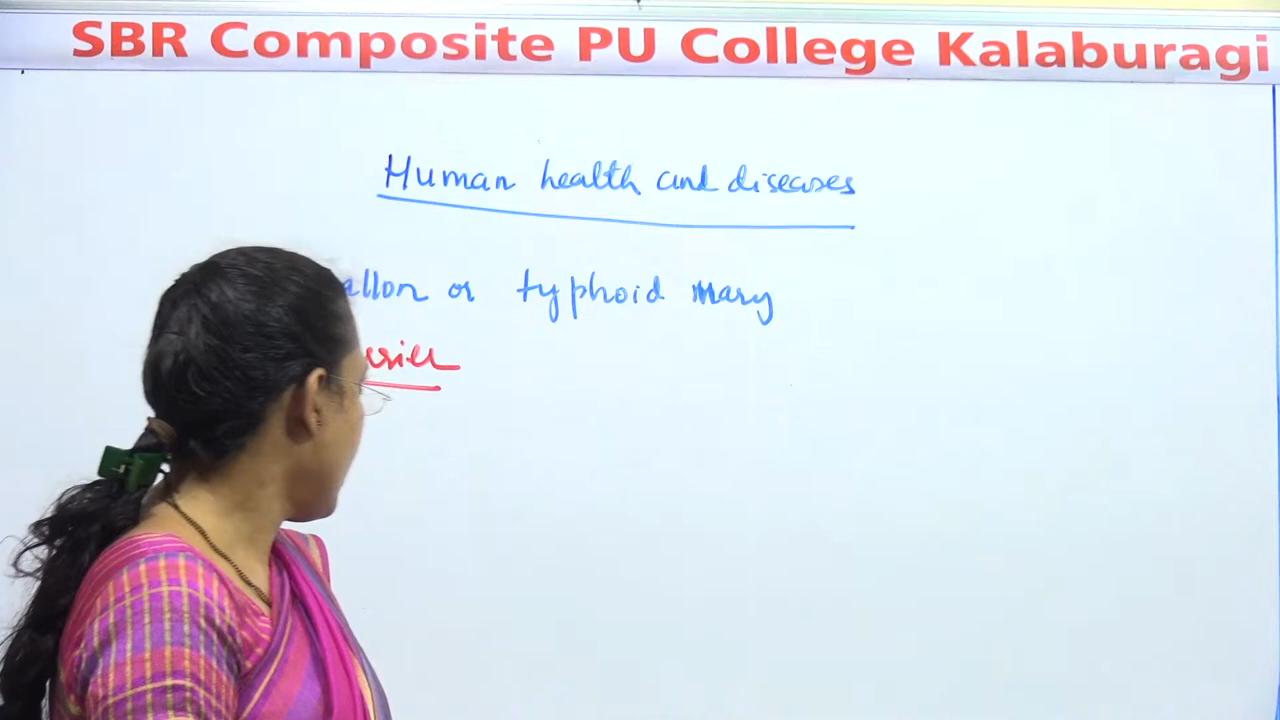 SBR Composite PU College Kalaburagi
Human health and diseases
allon or typhoid mary